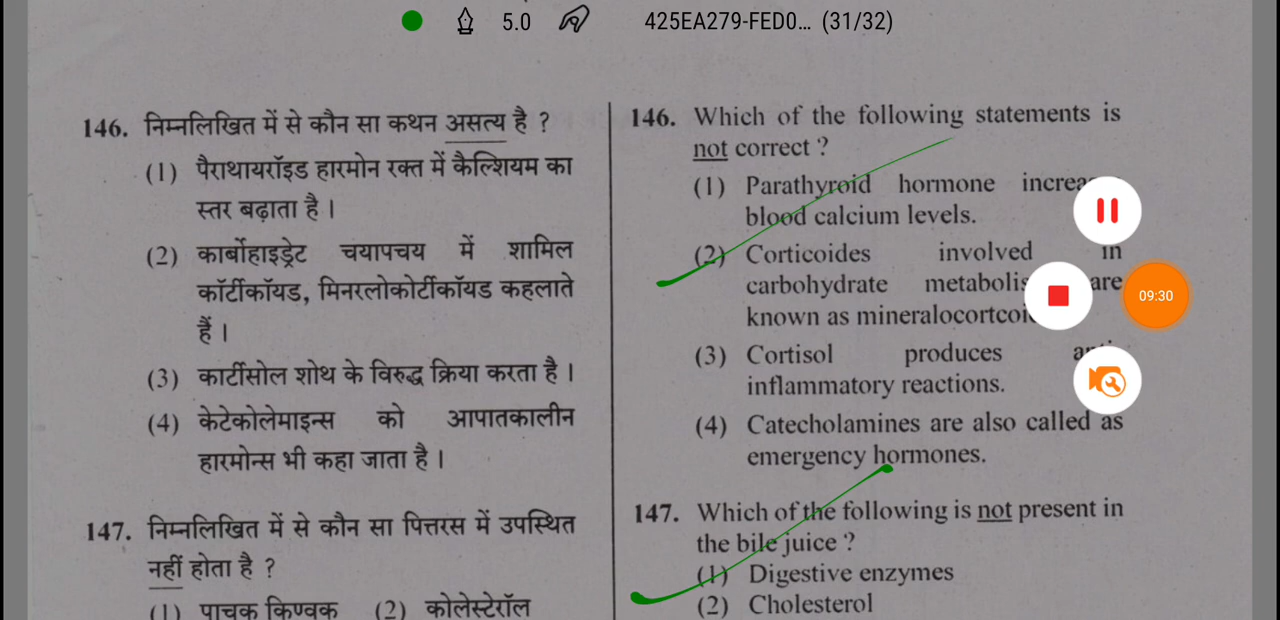 5.0 425EA279-FED0... (31/32)
146. निम्नलिखित में से कौन सा कथन असत्य है ?
(1) पैराथायरॉइड हारमोन रक्त में कैल्शियम का
स्तर बढ़ाता है ।
(2) कार्बोहाइड्रेट चयापचय में शामिल
कॉर्टीकॉयड, मिनरलोकोर्टीकॉयड कहलाते
हैं ।
(3) कार्टीसोल शोथ के विरुद्ध क्रिया करता है ।
(4) केटेकोलेमाइन्स को आपातकालीन
हारमोन्स भी कहा जाता है ।
147. निम्नलिखित में से कौन सा पित्तरस में उपस्थित
नहीं होता है ?
(1) पाचक किण्वक (2) कोलेस्टेरॉल
146. Which of the following statements is
not correct ?
(1) Parathyroid hormone
blood calcium levels.
(2) Corticoides involved in
carbohydrate are
known as
(3) Cortisol produces
inflammatory reactions.
(4) Catecholamines are also called as
emergency hormones.
147. Which of the following is not present in
the bile juice ?
(1) Digestive enzymes
(2) Cholesterol
09:30